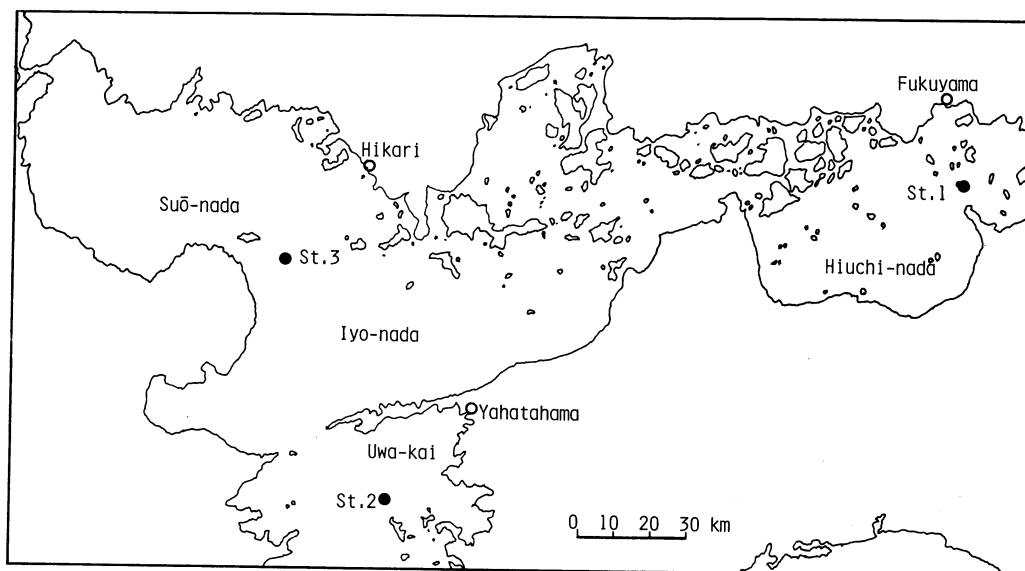 Fukuyama
Hikari
St.1
Suō-nada
St.3
Hiuchi-nada
Iyo-nada
Yahatahama
Uwa-kai
St.2
0 10 20 30 km